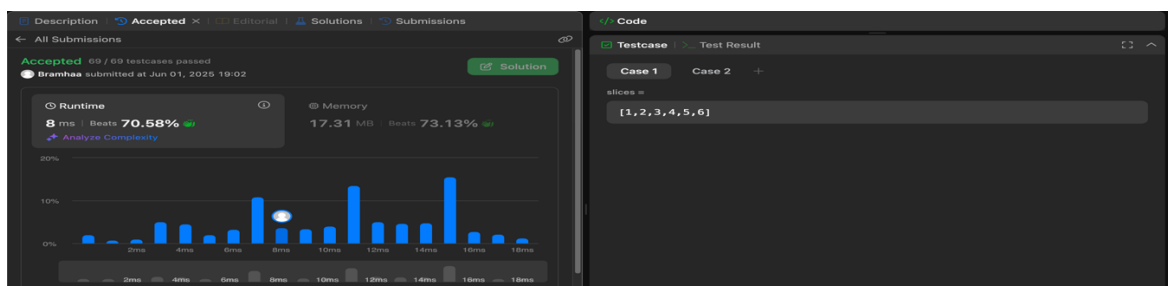 Description | Accepted × | Editorial | Solutions | Submissions
← All Submissions
Accepted 69 / 69 testcases passed
Bramhaa submitted at Jun 01, 2025 19:02
Solution
Runtime
8 ms | Beats 70.58%
Analyze Complexity
Memory
17.31 MB | Beats 73.13%
20%
10%
0%
2ms 4ms 6ms 8ms 10ms 12ms 14ms 16ms 18ms
2ms 4ms 6ms 8ms 10ms 12ms 14ms 16ms 18ms
</> Code
Testcase | >_ Test Result
Case 1 Case 2 +
slices =
[1,2,3,4,5,6]